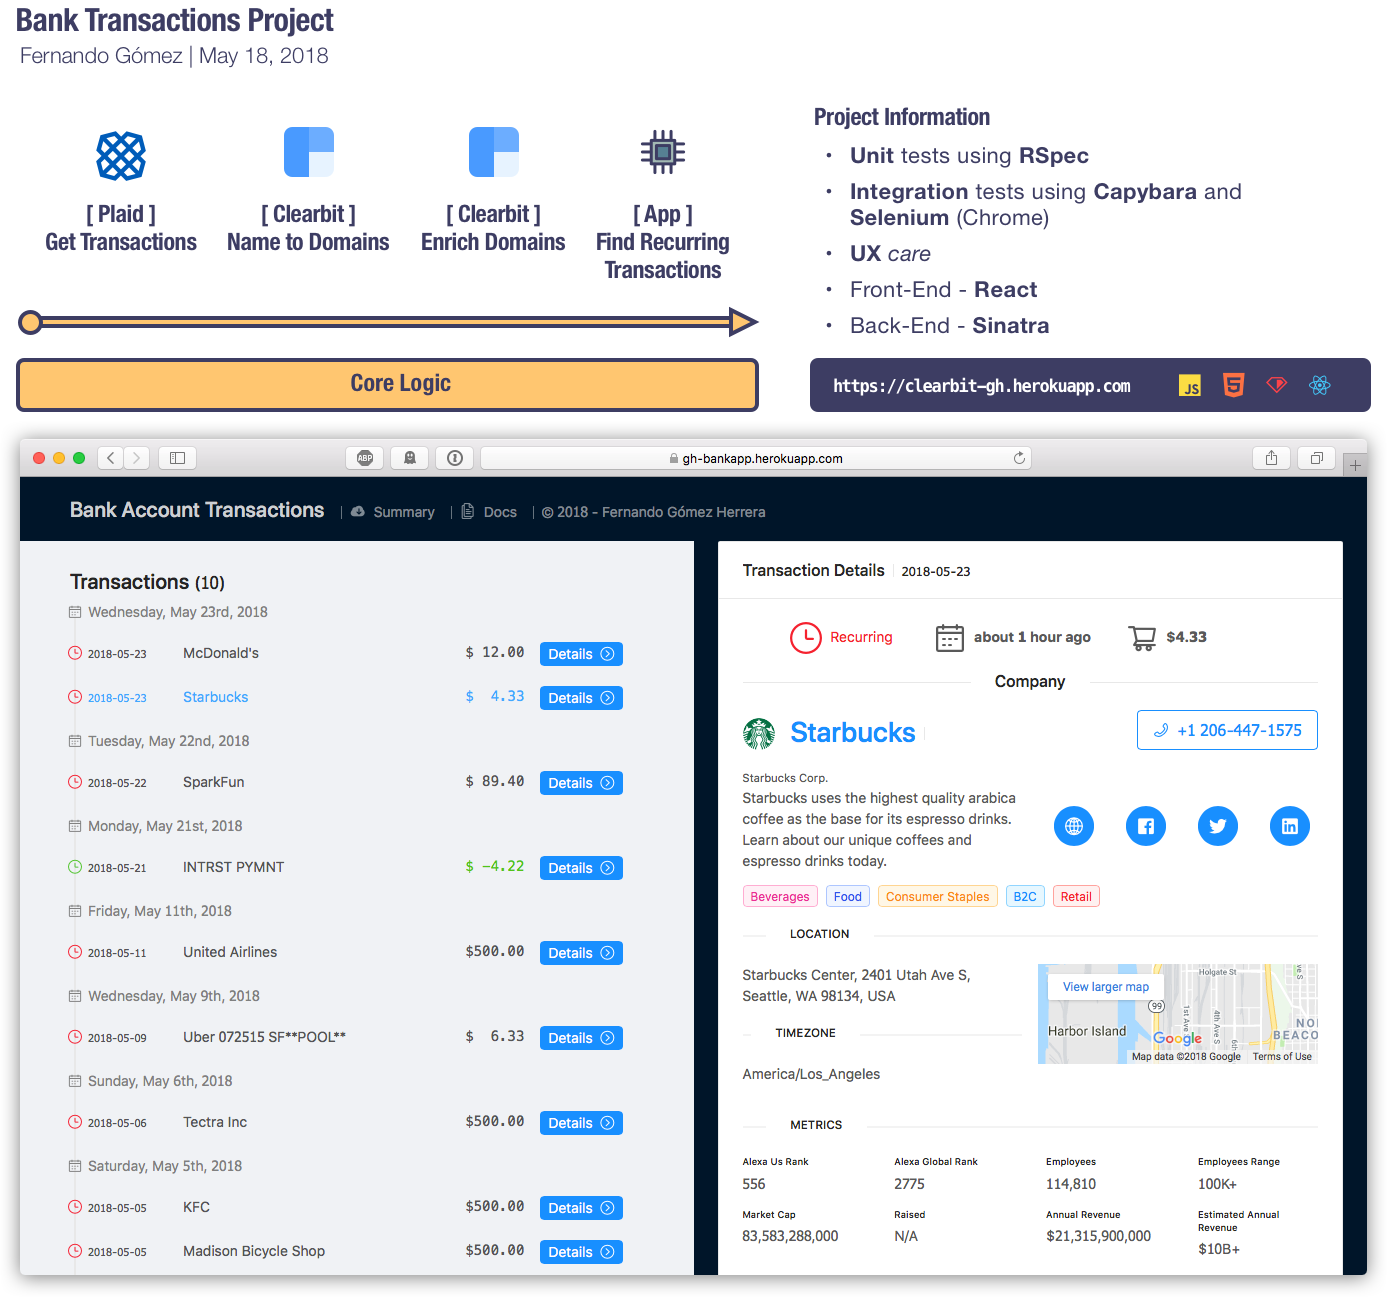 Bank Transactions Project
Fernando Gómez | May 18, 2018
[ Plaid ]
Get Transactions
[ Clearbit ]
Name to Domains
[ Clearbit ]
Enrich Domains
[ App ]
Find Recurring
Transactions
Core Logic
Project Information
• Unit tests using RSpec
• Integration tests using Capybara and
Selenium (Chrome)
• UX care
• Front-End - React
• Back-End - Sinatra
https://clearbit-gh.herokuapp.com
JS
5
ABP
gh-bankapp.herokuapp.com
Bank Account Transactions | Summary | Docs | © 2018 - Fernando Gómez Herrera
Transactions (10)
Wednesday, May 23rd, 2018
2018-05-23 McDonald's $ 12.00 Details
2018-05-23 Starbucks $ 4.33 Details
Tuesday, May 22nd, 2018
2018-05-22 SparkFun $ 89.40 Details
Monday, May 21st, 2018
2018-05-21 INTRST PYMNT $ -4.22 Details
Friday, May 11th, 2018
2018-05-11 United Airlines $500.00 Details
Wednesday, May 9th, 2018
2018-05-09 Uber 072515 SF**POOL** $ 6.33 Details
Sunday, May 6th, 2018
2018-05-06 Tectra Inc $500.00 Details
Saturday, May 5th, 2018
2018-05-05 KFC $500.00 Details
2018-05-05 Madison Bicycle Shop $500.00 Details
Transaction Details 2018-05-23
Recurring about 1 hour ago $4.33
Company
Starbucks +1 206-447-1575
Starbucks Corp.
Starbucks uses the highest quality arabica
coffee as the base for its espresso drinks.
Learn about our unique coffees and
espresso drinks today.
Beverages Food Consumer Staples B2C Retail
LOCATION
Starbucks Center, 2401 Utah Ave S,
Seattle, WA 98134, USA
View larger map
Holgate St
99
1st Ave S
4th Ave S
6th
ve S
Harbor Island
NO
BEACO
Google
Map data ©2018 Google Terms of Use
TIMEZONE
America/Los_Angeles
METRICS
Alexa Us Rank Alexa Global Rank Employees Employees Range
556 2775 114,810 100K+
Market Cap Raised Annual Revenue Estimated Annual
Revenue
83,583,288,000 N/A $21,315,900,000 $10B+